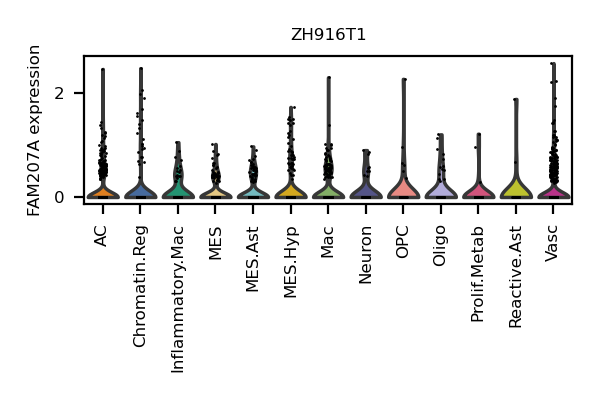 ZH916T1
FAM207A expression
2
0
AC
Chromatin.Reg
Inflammatory.Mac
MES
MES.Ast
MES.Hyp
Mac
Neuron
OPC
Oligo
Prolif.Metab
Reactive.Ast
Vasc